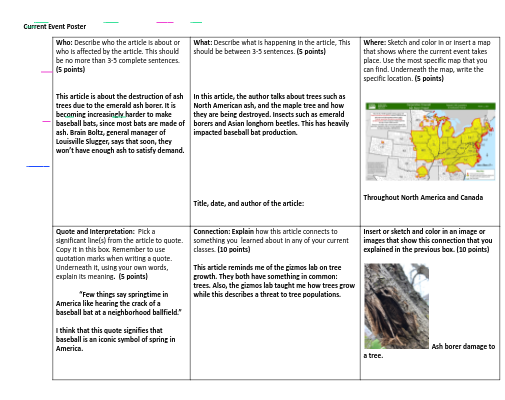 Current Event Poster
Who: Describe who the article is about or
who is affected by the article. This should
be no more than 3-5 complete sentences.
(5 points)
This article is about the destruction of ash
trees due to the emerald ash borer. It is
becoming increasingly harder to make
baseball bats, since most bats are made of
ash. Brain Boltz, general manager of
Louisville Slugger, says that soon, they
won't have enough ash to satisfy demand.
What: Describe what is happening in the article, This
should be between 3-5 sentences. (5 points)
In this article, the author talks about trees such as
North American ash, and the maple tree and how
they are being destroyed. Insects such as emerald
borers and Asian longhorn beetles. This has heavily
impacted baseball bat production.
Title, date, and author of the article:
Where: Sketch and color in or insert a map
that shows where the current event takes
place. Use the most specific map that you
can find. Underneath the map, write the
specific location. (5 points)
Throughout North America and Canada
Quote and Interpretation: Pick a
significant line(s) from the article to quote.
Copy it in this box. Remember to use
quotation marks when writing a quote.
Underneath it, using your own words,
explain its meaning. (5 points)
"Few things say springtime in
America like hearing the crack of a
baseball bat at a neighborhood ballfield."
I think that this quote signifies that
baseball is an iconic symbol of spring in
America.
Connection: Explain how this article connects to
something you learned about in any of your current
classes. (10 points)
This article reminds me of the gizmos lab on tree
growth. They both have something in common:
trees. Also, the gizmos lab taught me how trees grow
while this describes a threat to tree populations.
Insert or sketch and color in an image or
images that show this connection that you
explained in the previous box. (10 points)
Ash borer damage to
a tree.